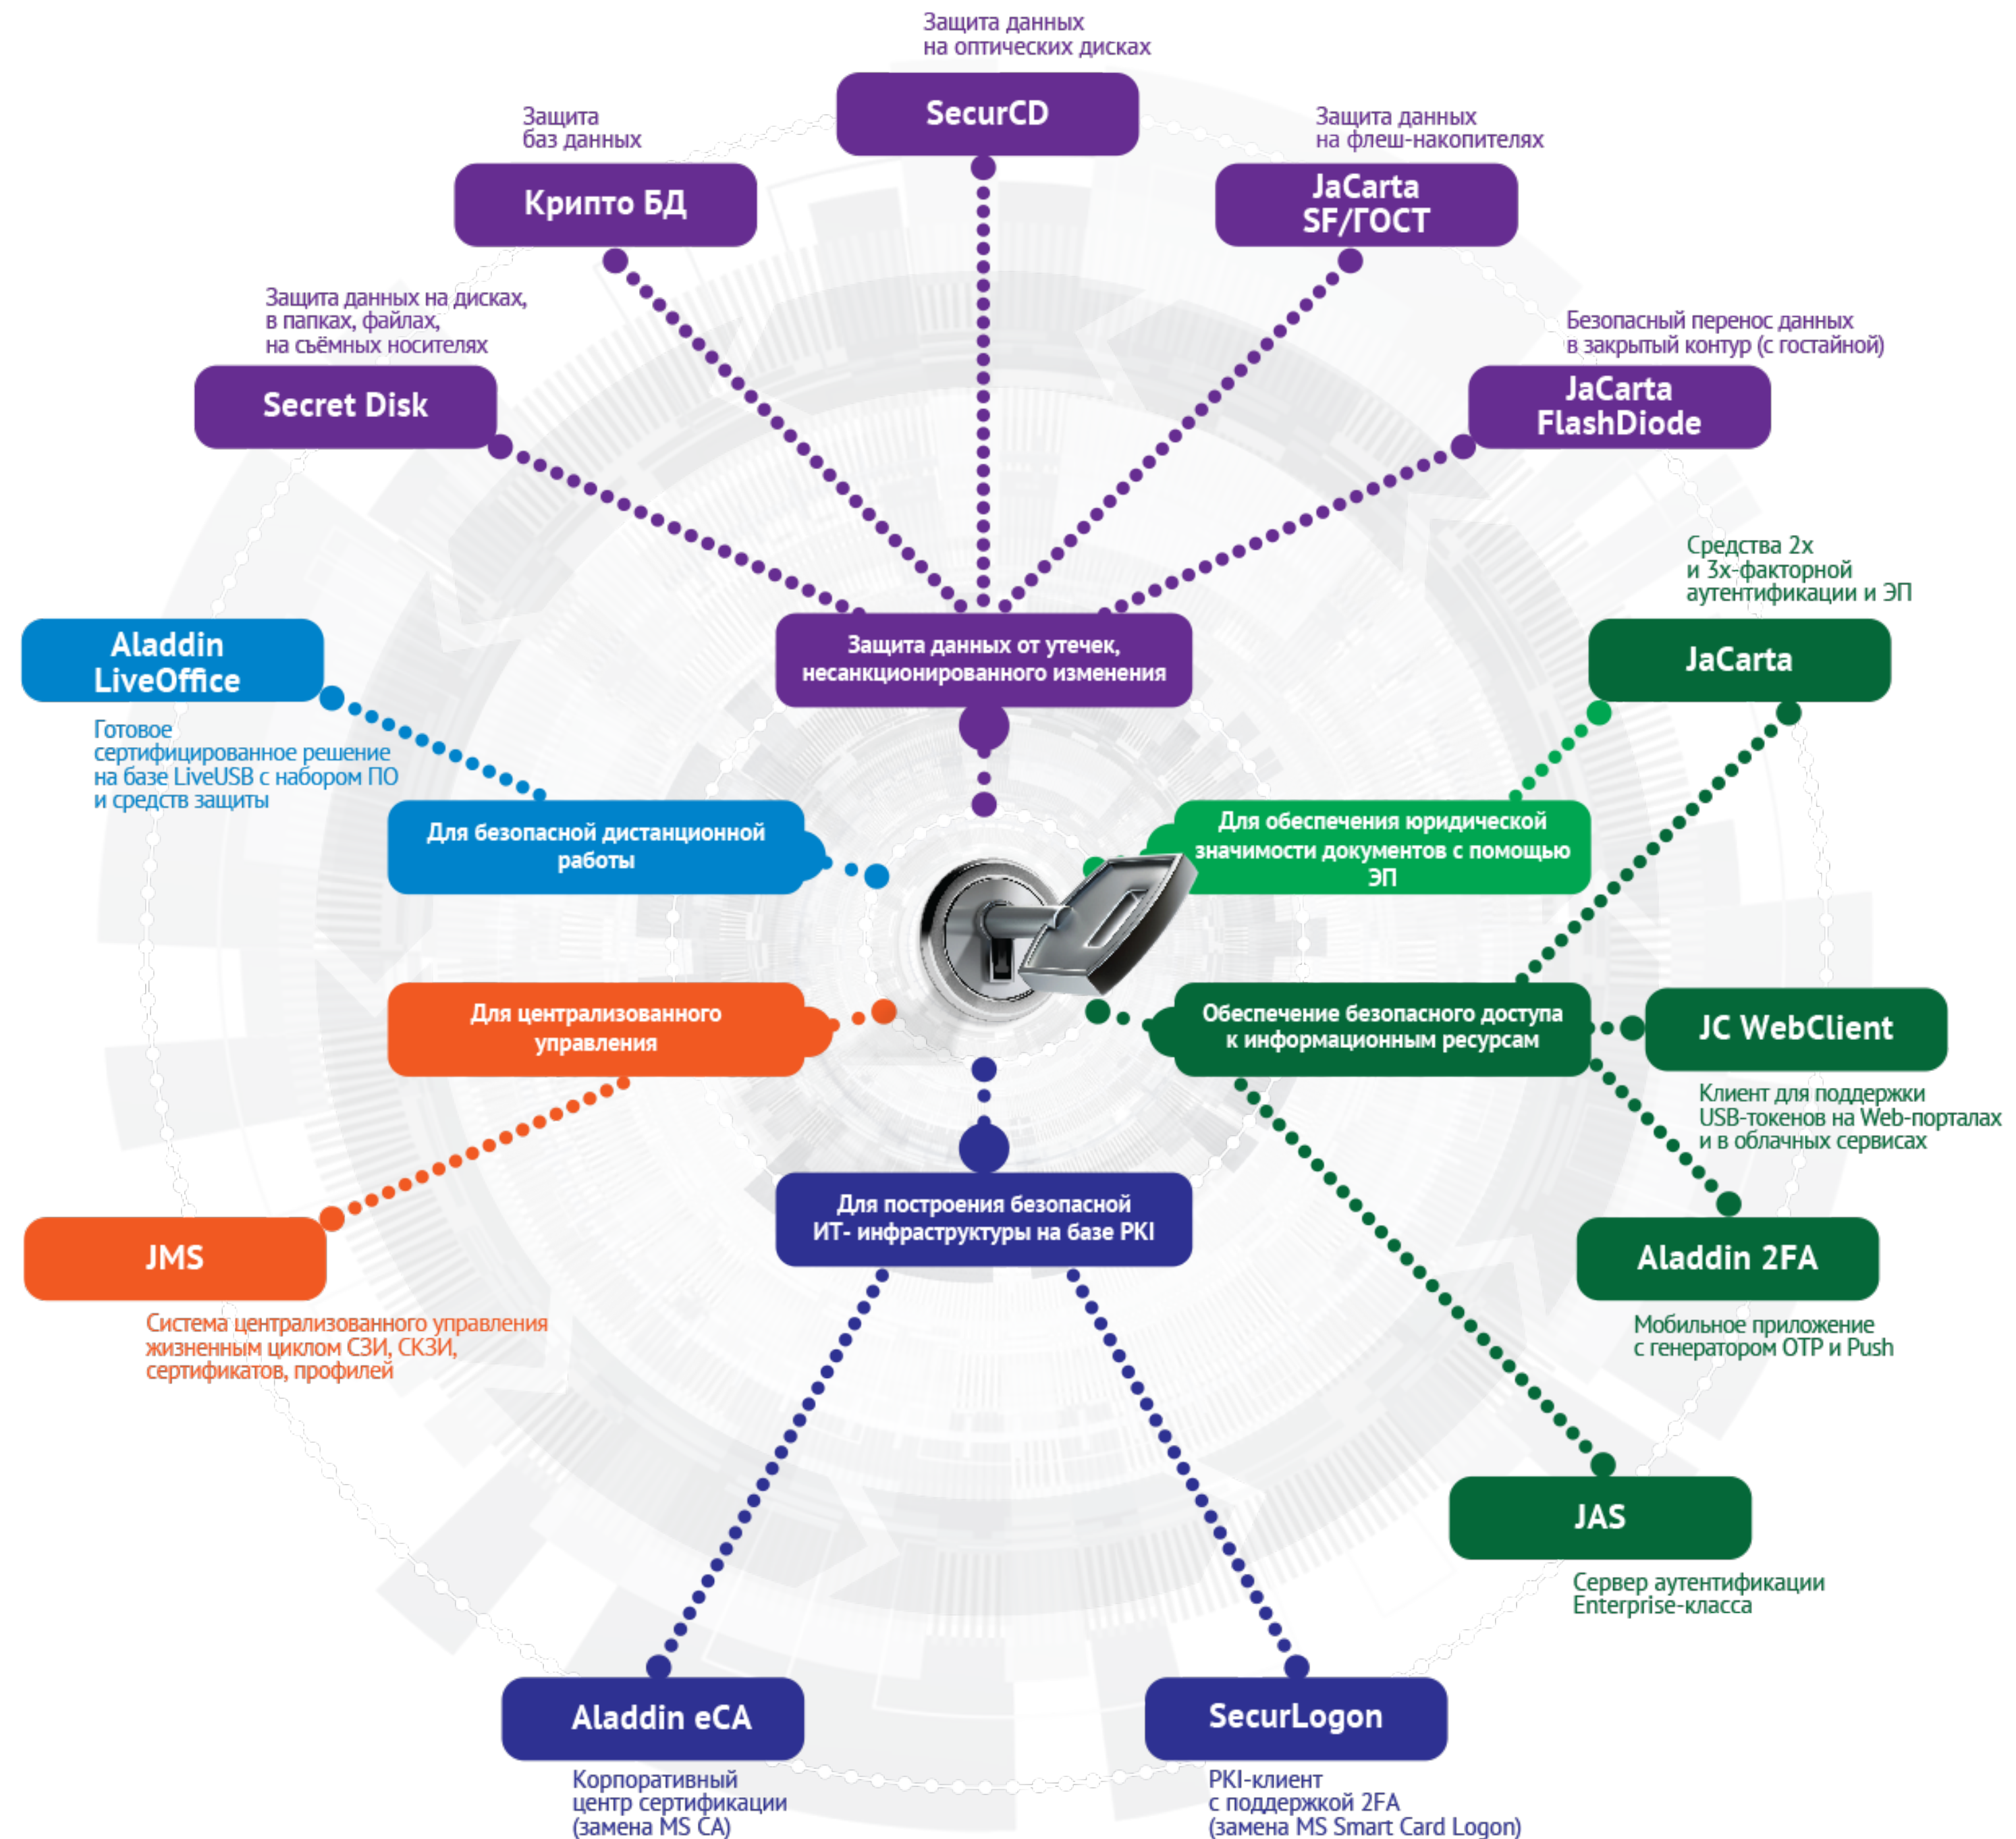 Защита данных
на оптических дисках
SecurCD
Защита
баз данных
Крипто БД
Защита данных
на флеш-накопителях
JaCarta
SF/ГОСТ
Защита данных на дисках,
в папках, файлах,
на съёмных носителях
Secret Disk
Безопасный перенос данных
в закрытый контур (с гостайной)
JaCarta
FlashDiode
Средства 2х
и 3х-факторной
аутентификации и ЭП
JaCarta
Aladdin
LiveOffice
Готовое
сертифицированное решение
на базе LiveUSB с набором ПО
и средств защиты
Защита данных от утечек,
несанкционированного изменения
Для безопасной дистанционной
работы
Для обеспечения юридической
значимости документов с помощью
ЭП
Для централизованного
управления
Обеспечение безопасного доступа
к информационным ресурсам
JC WebClient
Клиент для поддержки
USB-токенов на Web-порталах
и в облачных сервисах
Для построения безопасной
ИТ- инфраструктуры на базе PKI
JMS
Система централизованного управления
жизненным циклом СЗИ, СКЗИ,
сертификатов, профилей
Aladdin 2FA
Мобильное приложение
с генератором OTP и Push
JAS
Сервер аутентификации
Enterprise-класса
Aladdin eCA
Корпоративный
центр сертификации
(замена MS CA)
SecurLogon
PKI-клиент
с поддержкой 2FA
(замена MS Smart Card Logon)